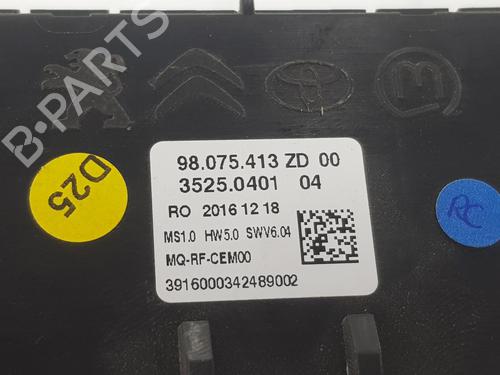 B-PARTS
98.075.413 ZD 00
3525.0401 04
RO 2016 12 18
MS1.0 HW5.0 SWV6.04
MQ-RF-CEM00
3916000342489002
D25
RC